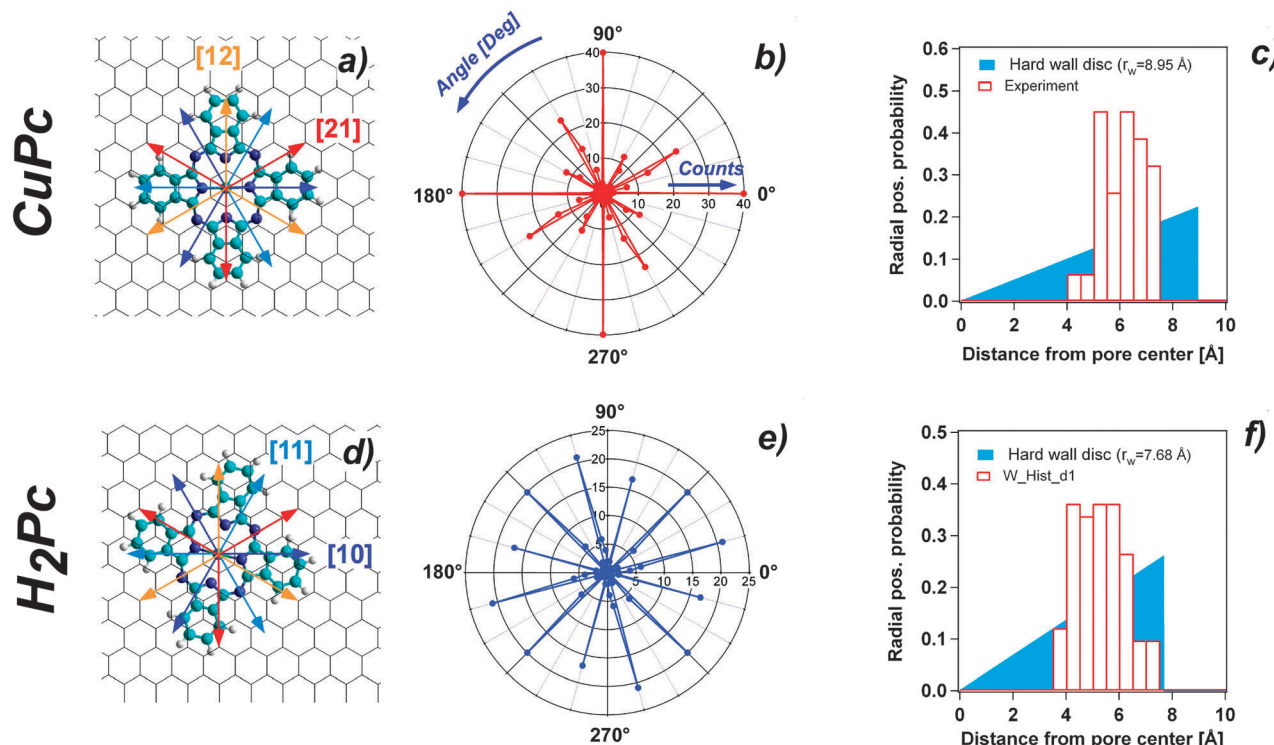 CuPc
a)
[12]
[21]
b)
Angle [Deg]
90°
40
30
20
10
Counts
180°
0°
0 10 20 30 40
270°
c)
Hard wall disc (rw=8.95 Å)
Experiment
Radial pos. probability
0.6
0.5
0.4
0.3
0.2
0.1
0.0
0 2 4 6 8 10
Distance from pore center [Å]
H2Pc
d)
[11]
[10]
e)
90°
25
20
15
10
5
180°
0°
0 5 10 15 20 25
270°
f)
Hard wall disc (rw=7.68 Å)
W_Hist_d1
Radial pos. probability
0.5
0.4
0.3
0.2
0.1
0.0
0 2 4 6 8 10
Distance from pore center [Å]